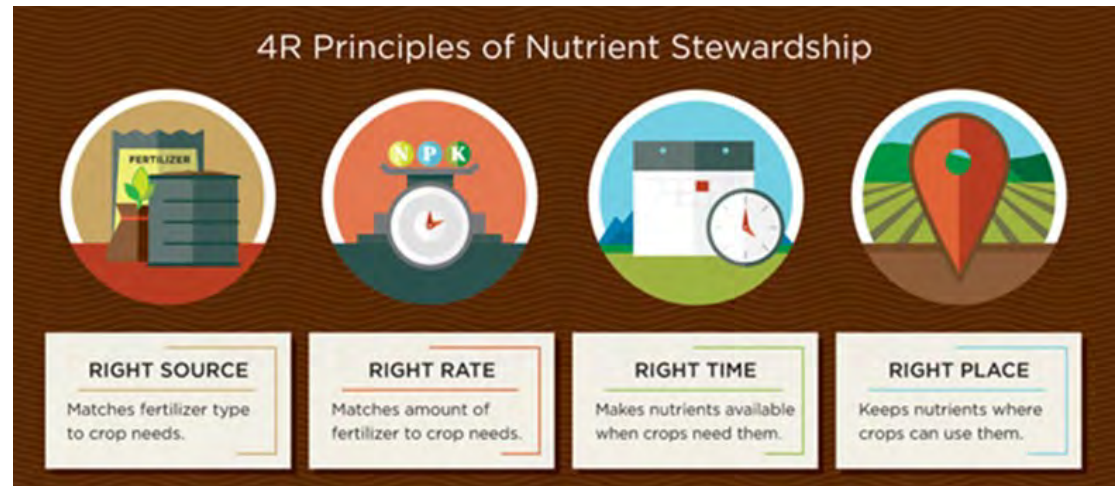 4R Principles of Nutrient Stewardship
FERTILIZER
N P K
RIGHT SOURCE
Matches fertilizer type
to crop needs.
RIGHT RATE
Matches amount of
fertilizer to crop needs.
RIGHT TIME
Makes nutrients available
when crops need them.
RIGHT PLACE
Keeps nutrients where
crops can use them.